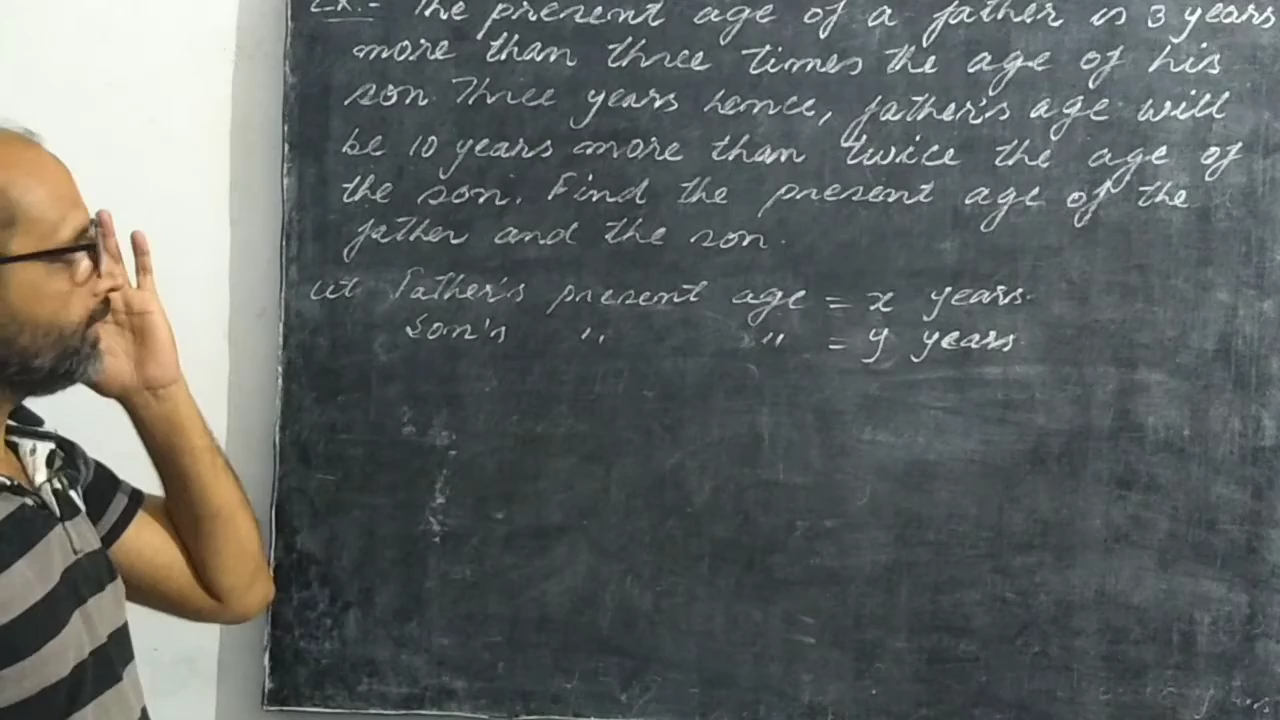 Ex.- The present age of a father is 3 years
more than three times the age of his
son. Three years hence, father's age will
be 10 years more than twice the age of
the son. Find the present age of the
father and the son.
Let Father's present age = x years.
Son's " " = y years.